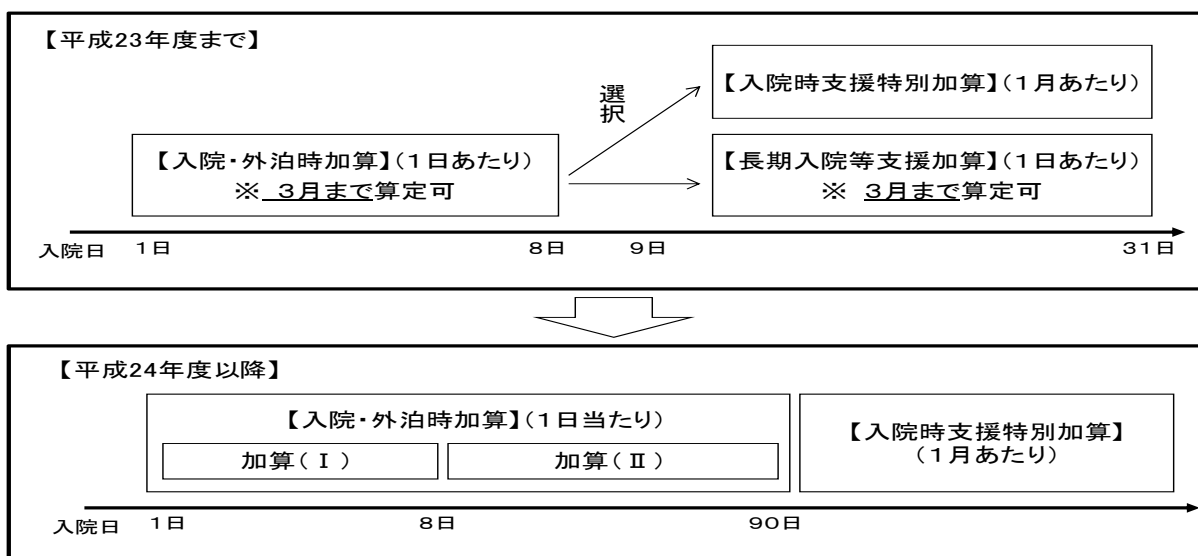 【平成23年度まで】
【入院時支援特別加算】(1月あたり)
選択
【入院・外泊時加算】(1日あたり)
※ 3月まで算定可
【長期入院等支援加算】(1日あたり)
※ 3月まで算定可
入院日 1日 8日 9日 31日
【平成24年度以降】
【入院・外泊時加算】(1日当たり)
加算(Ⅰ) 加算(Ⅱ)
【入院時支援特別加算】
(1月あたり)
入院日 1日 8日 90日